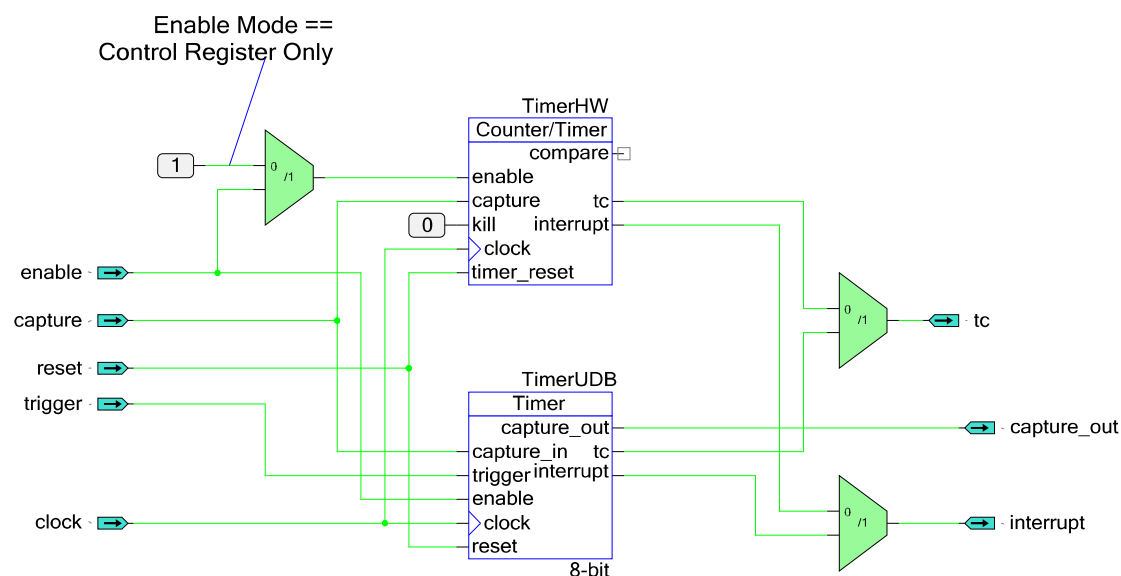 Enable Mode ==
Control Register Only
TimerHW
Counter/Timer
compare
1
0
/1
enable
capture
tc
0
kill
interrupt
clock
enable
timer_reset
capture
0
/1
tc
reset
TimerUDB
trigger
Timer
capture_out
capture_out
capture_in
tc
trigger
interrupt
enable
clock
clock
0
/1
interrupt
reset
8-bit